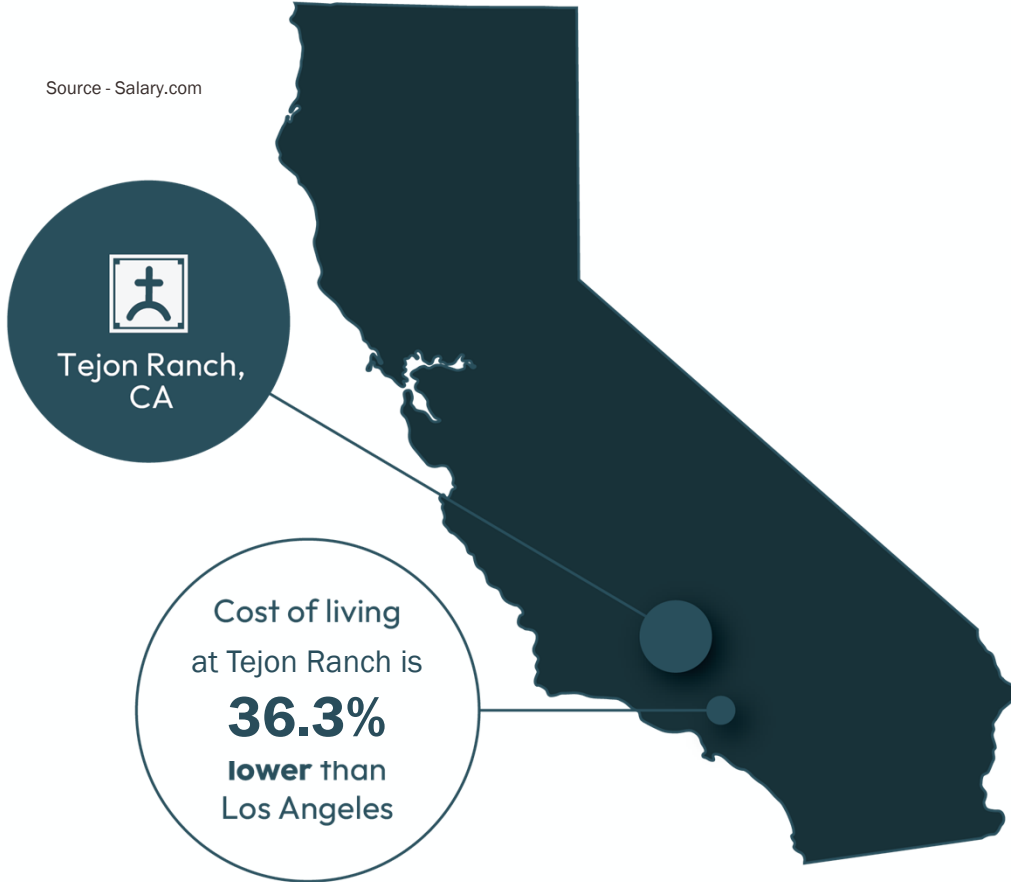 Source - Salary.com
Tejon Ranch,
CA
Cost of living
at Tejon Ranch is
36.3%
lower than
Los Angeles